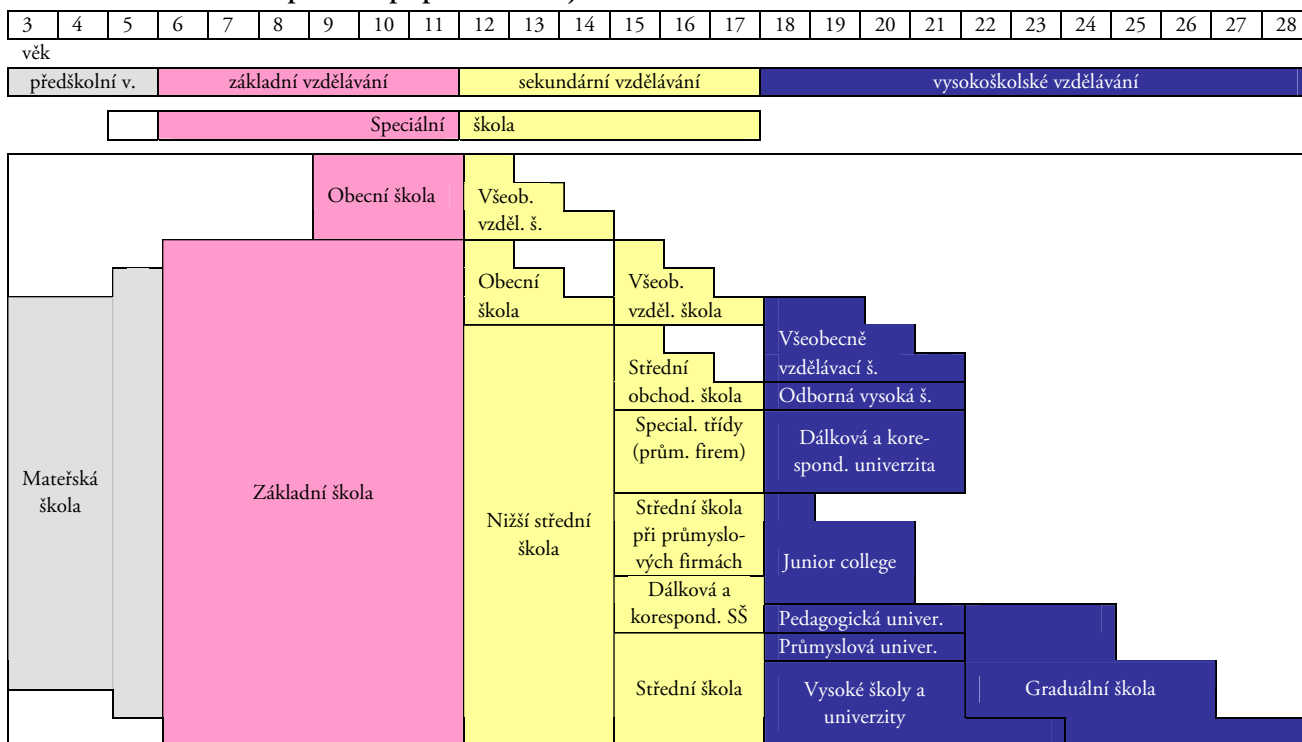 3 4 5 6 7 8 9 10 11 12 13 14 15 16 17 18 19 20 21 22 23 24 25 26 27 28
věk
předškolní v. základní vzdělávání sekundární vzdělávání vysokoškolské vzdělávání
Speciální škola
Obecní škola
Všeob.
vzděl. š.
Obecní
škola
Všeob.
vzděl. škola
Všeobecně
vzdělávací š.
Střední
obchod. škola
Odborná vysoká š.
Special. třídy
(prům. firem)
Dálková a kore-
spond. univerzita
Mateřská
škola
Základní škola
Nižší střední
škola
Střední škola
při průmyslo-
vých firmách
Junior college
Dálková a
korespond. SŠ
Pedagogická univer.
Průmyslová univer.
Střední škola
Vysoké školy a
univerzity
Graduální škola